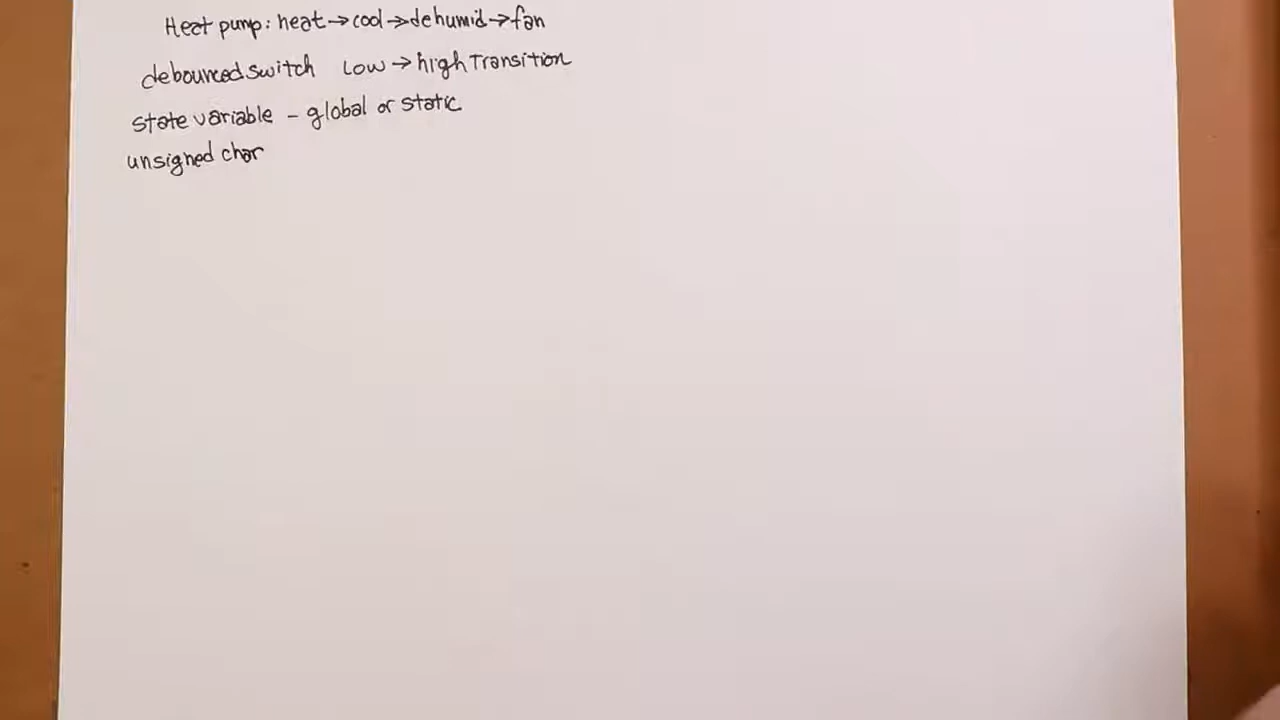 Heat pump: heat→cool→dehumid→fan
debounced switch low→high Transition
state variable - global or static
unsigned char